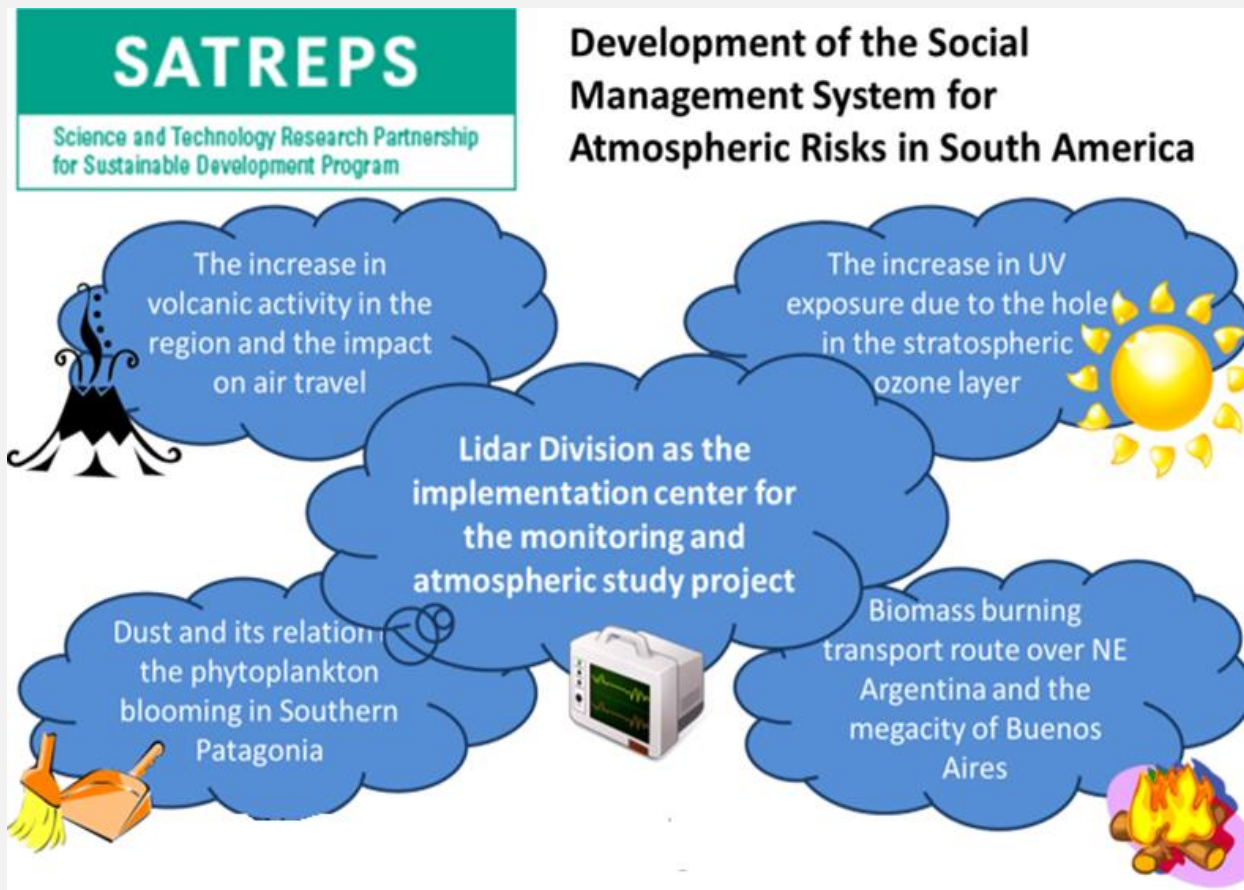 SATREPS
Science and Technology Research Partnership
for Sustainable Development Program
Development of the Social
Management System for
Atmospheric Risks in South America
The increase in
volcanic activity in the
region and the impact
on air travel
The increase in UV
exposure due to the hole
in the stratospheric
ozone layer
Lidar Division as the
implementation center for
the monitoring and
atmospheric study project
Dust and its relation
the phytoplankton
blooming in Southern
Patagonia
Biomass burning
transport route over NE
Argentina and the
megacity of Buenos
Aires